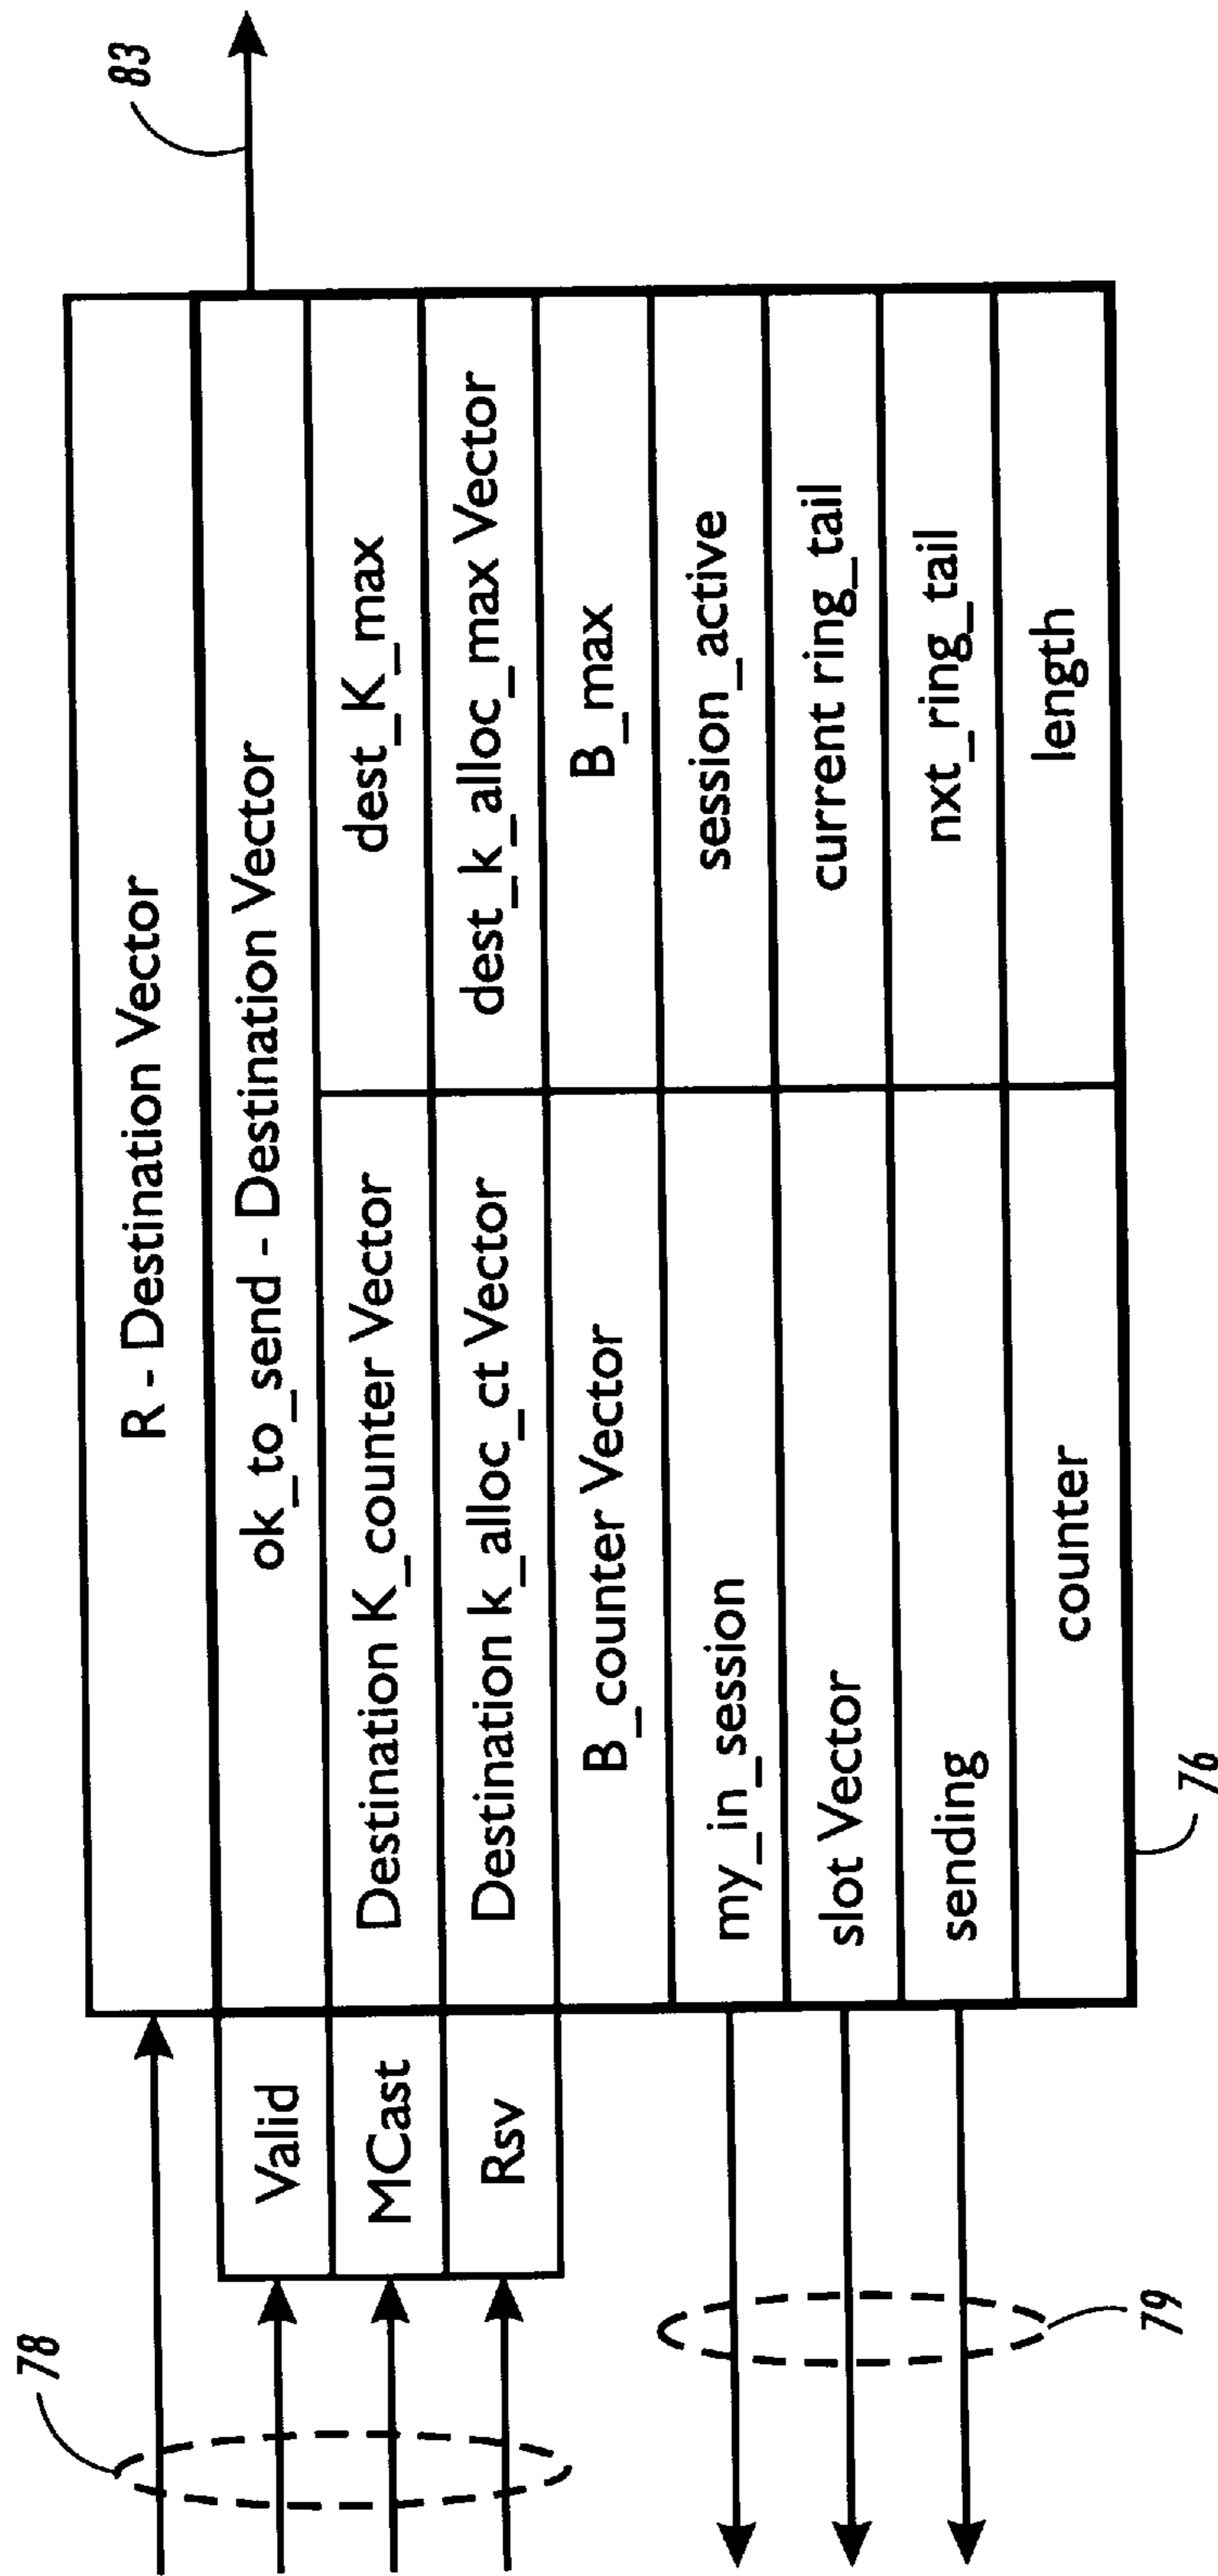 83
78
R - Destination Vector
Valid
ok_to_send - Destination Vector
MCast
Destination K_counter Vector
dest_K_max
Rsv
Destination k_alloc_ct Vector
dest_k_alloc_max Vector
B_counter Vector
B_max
my_in_session
session_active
slot Vector
current ring_tail
sending
nxt_ring_tail
counter
length
79
76